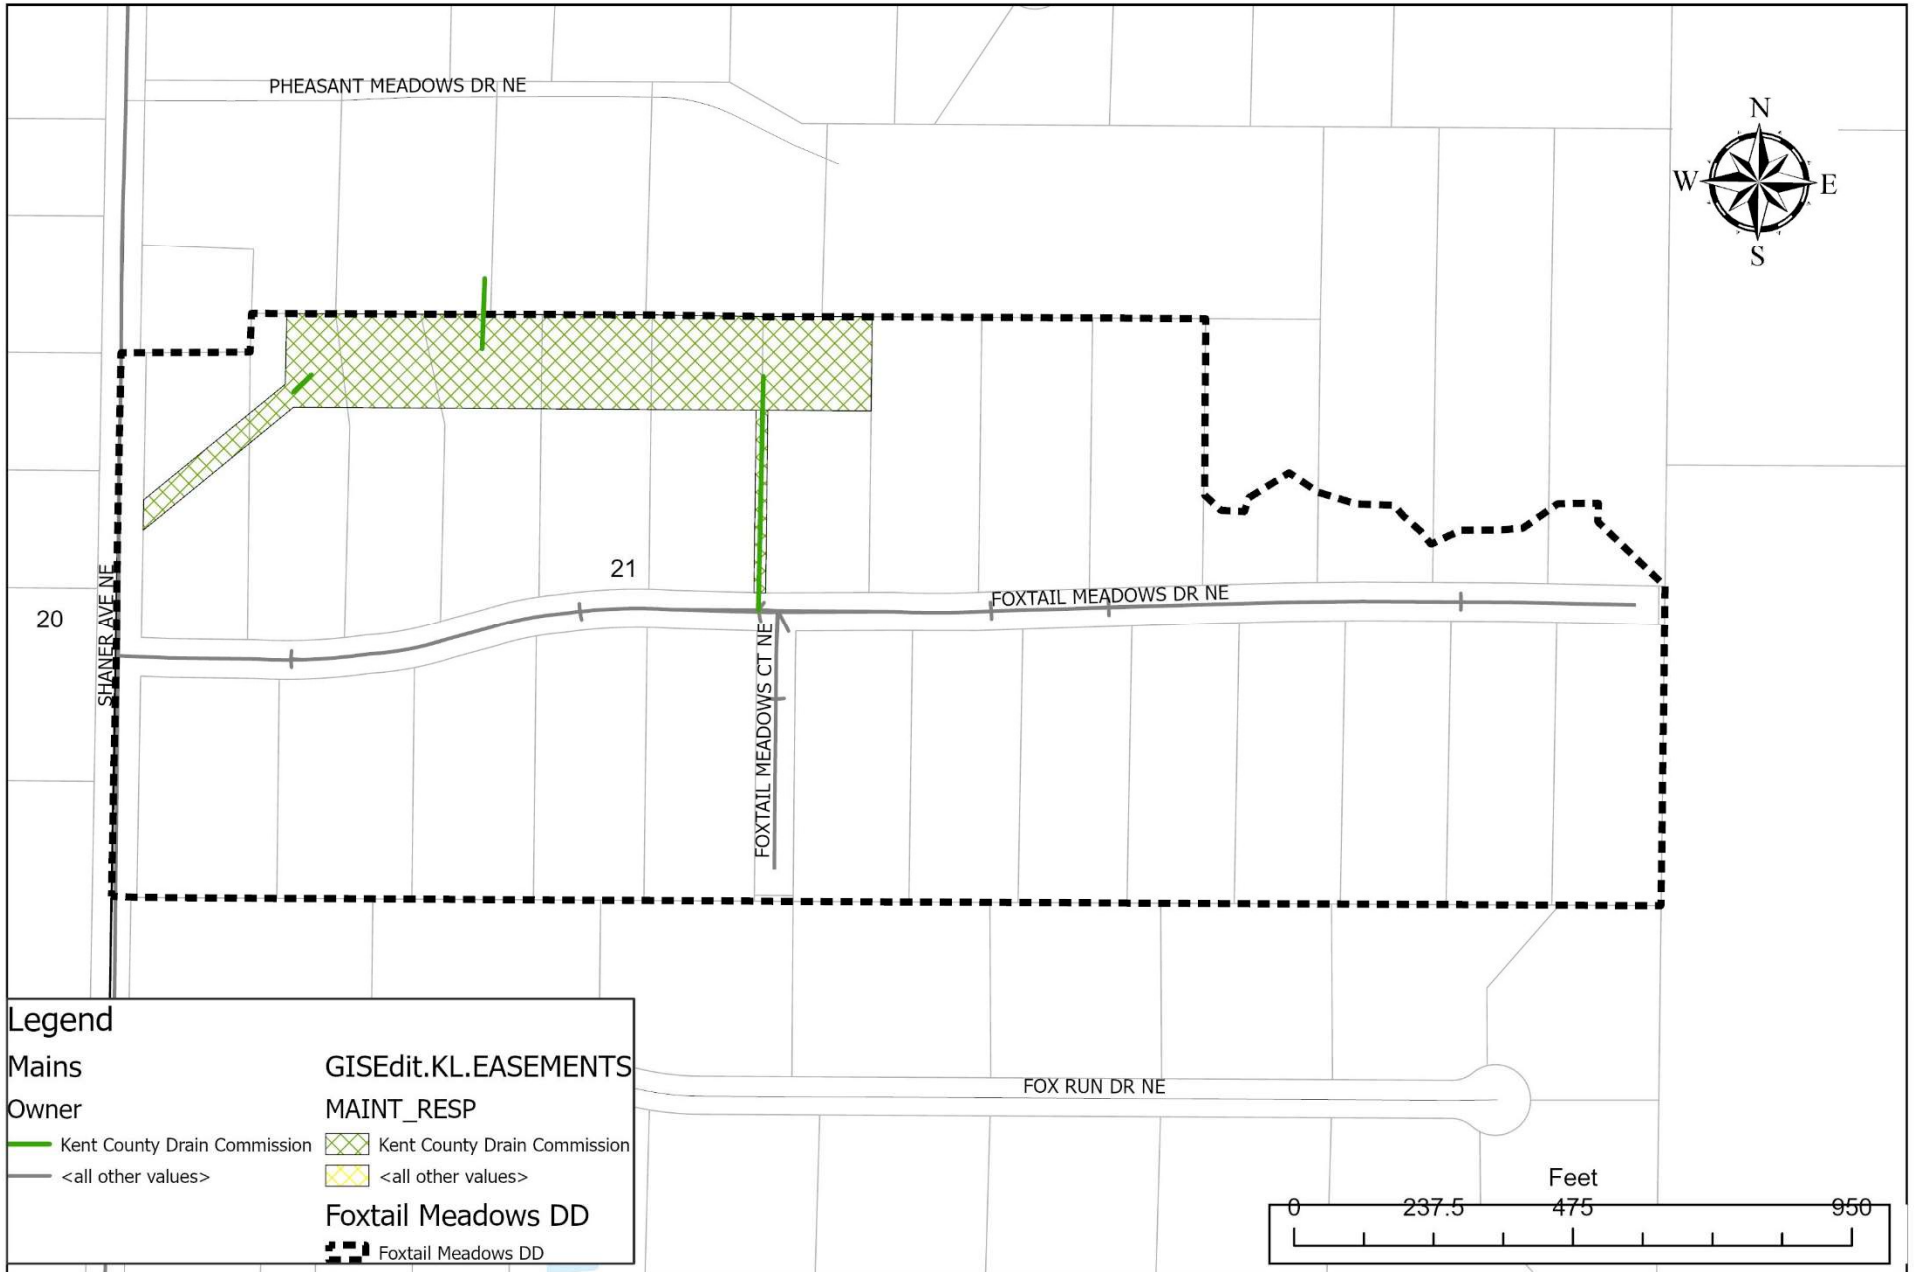 PHEASANT MEADOWS DR NE
N
W E
S
21
20
SHANER AVE NE
FOXTAIL MEADOWS DR NE
FOXTAIL MEADOWS CT NE
FOX RUN DR NE
Legend
Mains
Owner
Kent County Drain Commission
<all other values>
GISEdit.KL.EASEMENTS
MAINT_RESP
Kent County Drain Commission
<all other values>
Foxtail Meadows DD
Foxtail Meadows DD
Feet
0 237.5 475 950